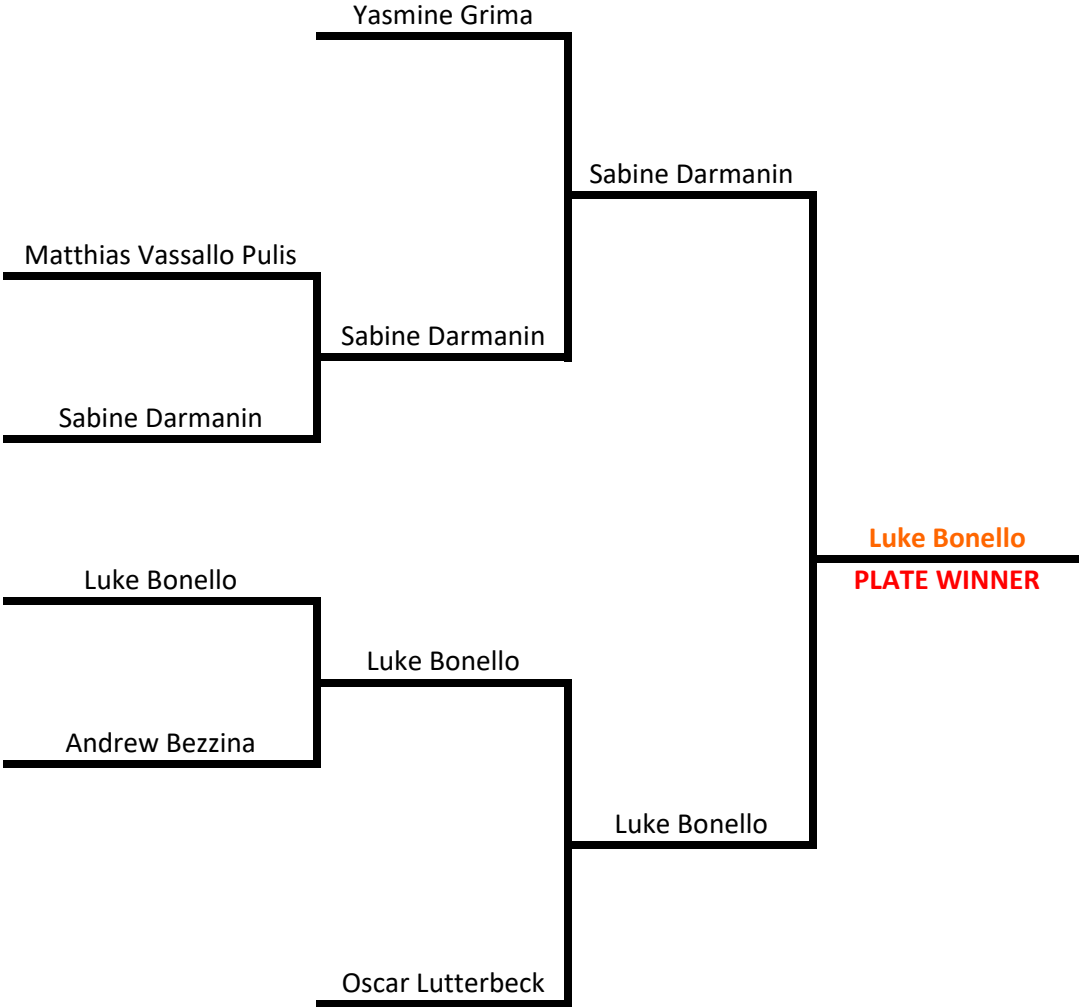 Yasmine Grima
Sabine Darmanin
Matthias Vassallo Pulis
Sabine Darmanin
Sabine Darmanin
Luke Bonello
PLATE WINNER
Luke Bonello
Luke Bonello
Andrew Bezzina
Luke Bonello
Oscar Lutterbeck